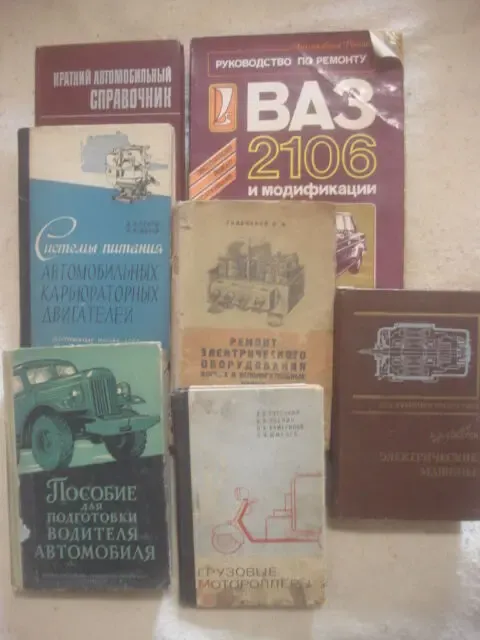 КРАТКИЙ АВТОМОБИЛЬНЫЙ
СПРАВОЧНИК
РУКОВОДСТВО ПО РЕМОНТУ
ВАЗ
2106
и модификации
Системы питания
АВТОМОБИЛЬНЫХ
КАРБЮРАТОРНЫХ
ДВИГАТЕЛЕЙ
РЕМОНТ
ЭЛЕКТРИЧЕСКОГО
ОБОРУДОВАНИЯ
ЭЛЕКТРИЧЕСКИЕ
МАШИНЫ
ПОСОБИЕ
для
ПОДГОТОВКИ
ВОДИТЕЛЯ
АВТОМОБИЛЯ
ГРУЗОВЫЕ
МОТОРОЛЛЕРЫ